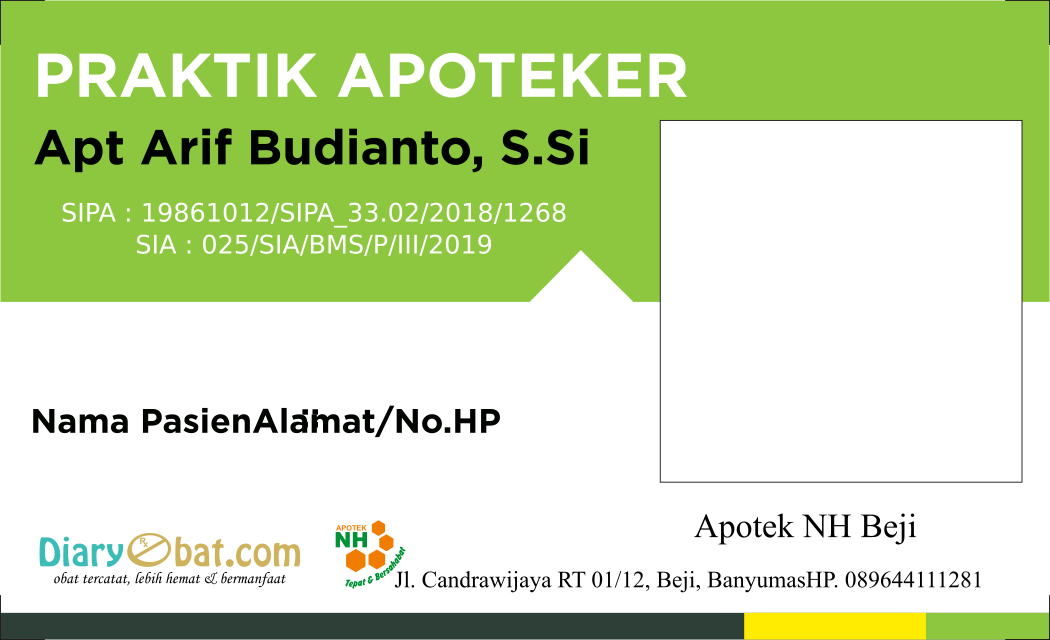 PRAKTIK APOTEKER
Apt Arif Budianto, S.Si
SIPA : 19861012/SIPA_33.02/2018/1268
SIA : 025/SIA/BMS/P/III/2019
Nama PasienAlamat/No.HP
DiaryObat.com
obat tercatat, lebih hemat & bermanfaat
APOTEK
NH
Tepat & Bersahabat
Apotek NH Beji
Jl. Candrawijaya RT 01/12, Beji, BanyumasHP. 089644111281